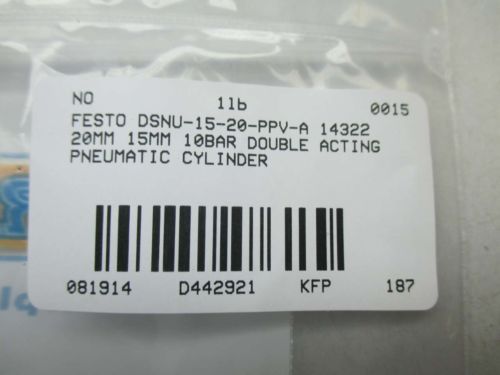 NO 1lb 0015
FESTO DSNU-15-20-PPV-A 14322
20MM 15MM 10BAR DOUBLE ACTING
PNEUMATIC CYLINDER
081914 D442921 KFP 187